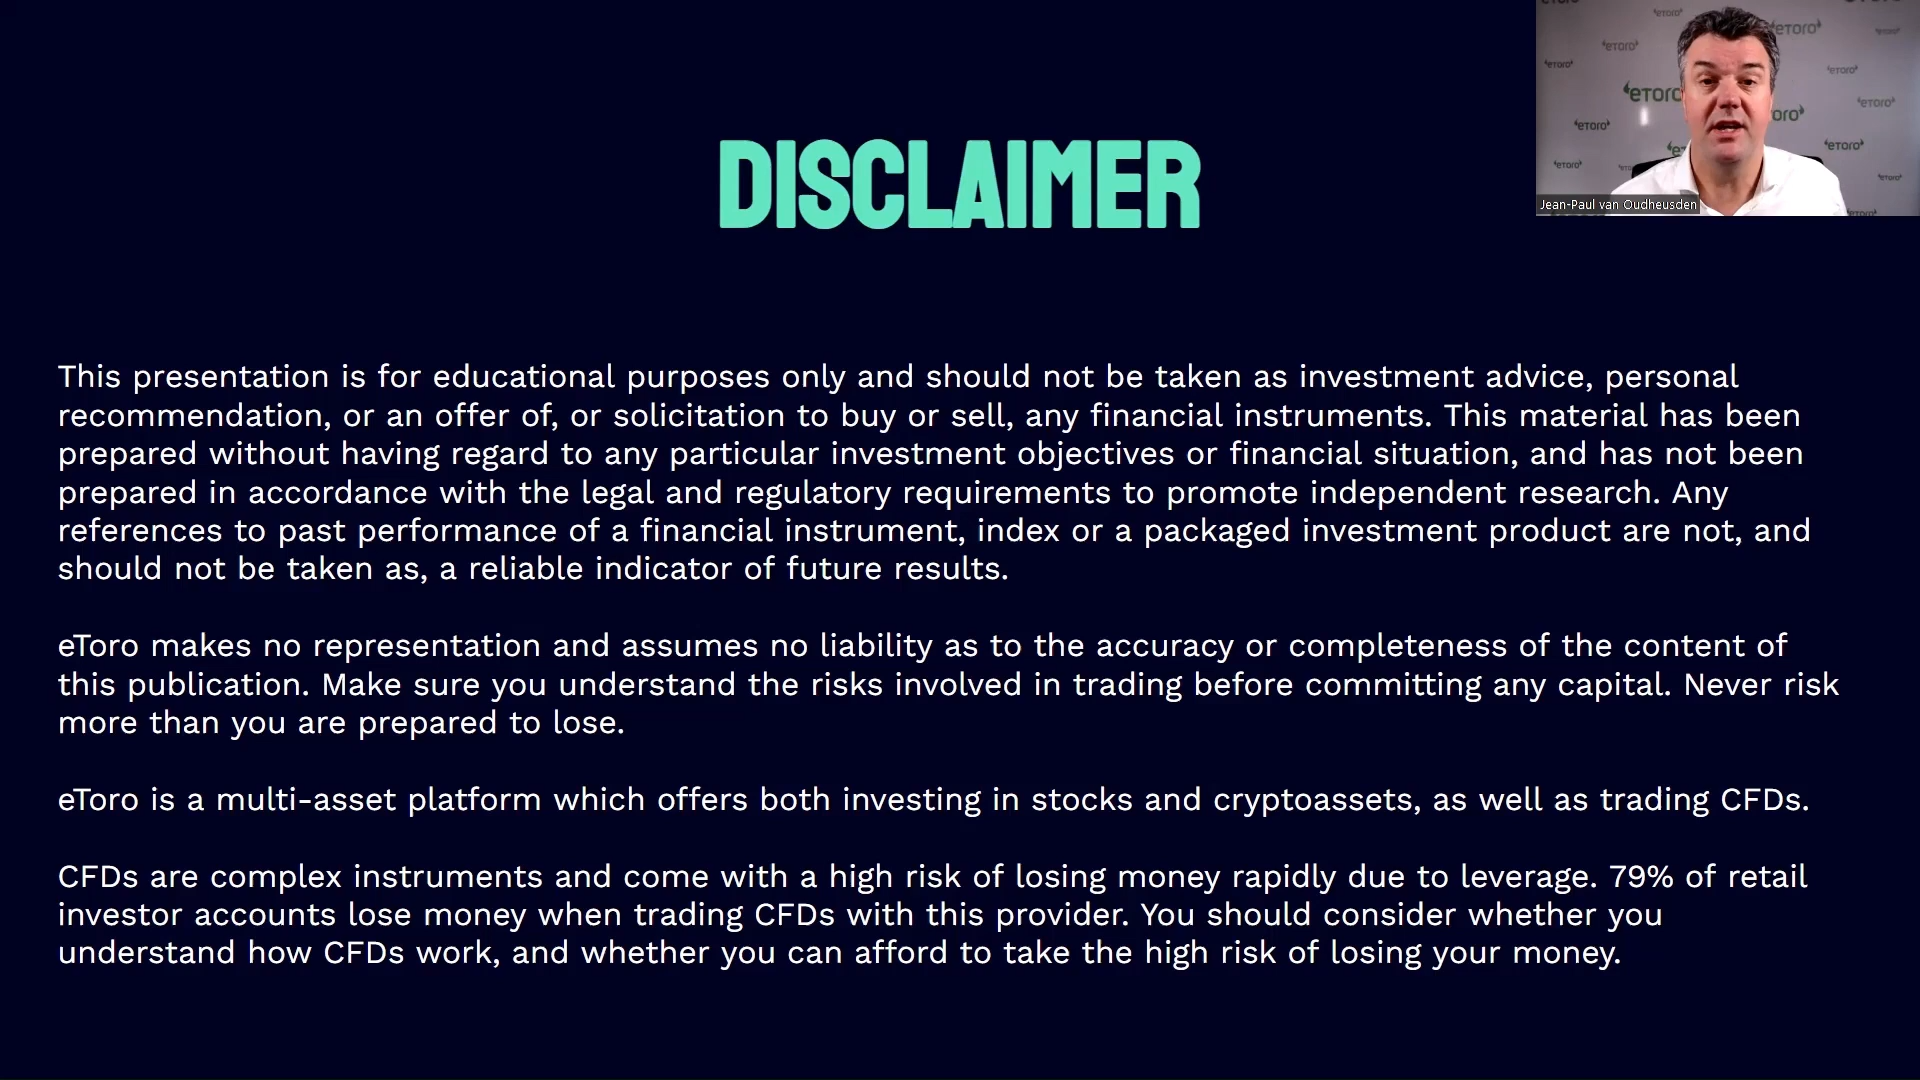 DISCLAIMER
eTORO
eTORO
eTORO
eTORO
eTORO
eTORO
eTORO
eTORO
eTORO
Jean-Paul van Oudheusden
This presentation is for educational purposes only and should not be taken as investment advice, personal
recommendation, or an offer of, or solicitation to buy or sell, any financial instruments. This material has been
prepared without having regard to any particular investment objectives or financial situation, and has not been
prepared in accordance with the legal and regulatory requirements to promote independent research. Any
references to past performance of a financial instrument, index or a packaged investment product are not, and
should not be taken as, a reliable indicator of future results.
eToro makes no representation and assumes no liability as to the accuracy or completeness of the content of
this publication. Make sure you understand the risks involved in trading before committing any capital. Never risk
more than you are prepared to lose.
eToro is a multi-asset platform which offers both investing in stocks and cryptoassets, as well as trading CFDs.
CFDs are complex instruments and come with a high risk of losing money rapidly due to leverage. 79% of retail
investor accounts lose money when trading CFDs with this provider. You should consider whether you
understand how CFDs work, and whether you can afford to take the high risk of losing your money.